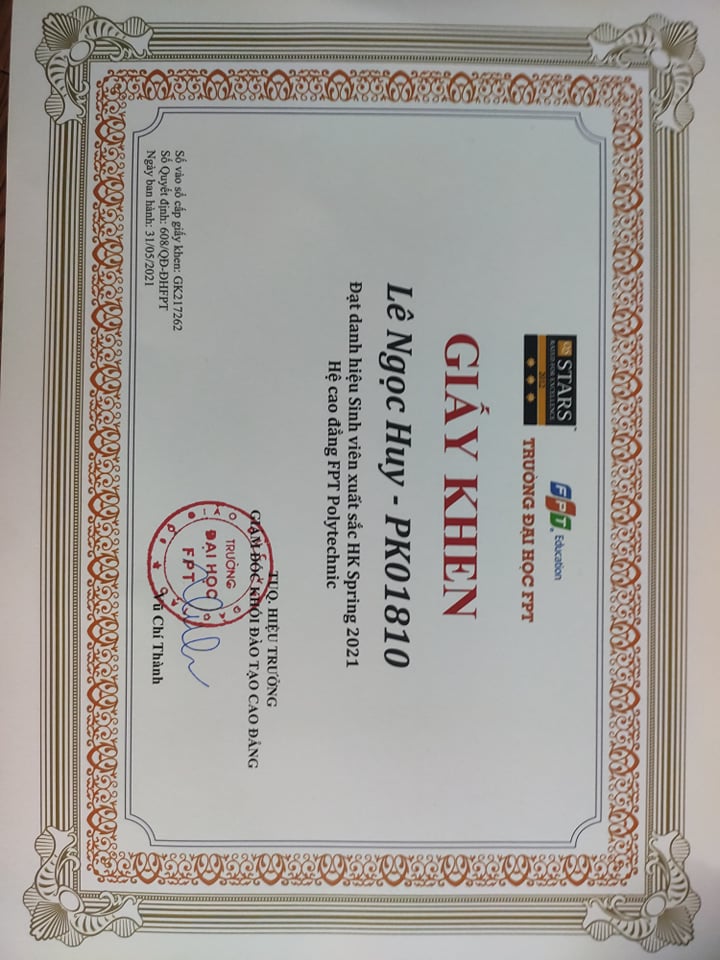 QS STARS™
RATED FOR EXCELLENCE
2012
FPT Education
TRƯỜNG ĐẠI HỌC FPT
GIẤY KHEN
Lê Ngọc Huy - PK01810
Đạt danh hiệu Sinh viên xuất sắc HK Spring 2021
Hệ cao đẳng FPT Polytechnic
TUQ. HIỆU TRƯỞNG
GIÁM ĐỐC KHỐI ĐÀO TẠO CAO ĐẲNG
TRƯỜNG
ĐẠI HỌC
FPT
Vũ Chí Thành
Số vào sổ cấp giấy khen: GK217262
Số Quyết định: 608/QĐ-ĐHFPT
Ngày ban hành: 31/05/2021